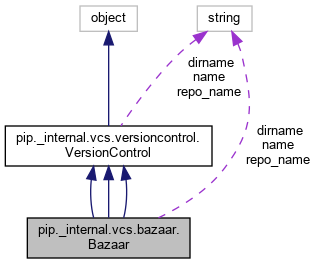 object
string
dirname
name
repo_name
pip._internal.vcs.versioncontrol.
VersionControl
dirname
name
repo_name
pip._internal.vcs.bazaar.
Bazaar